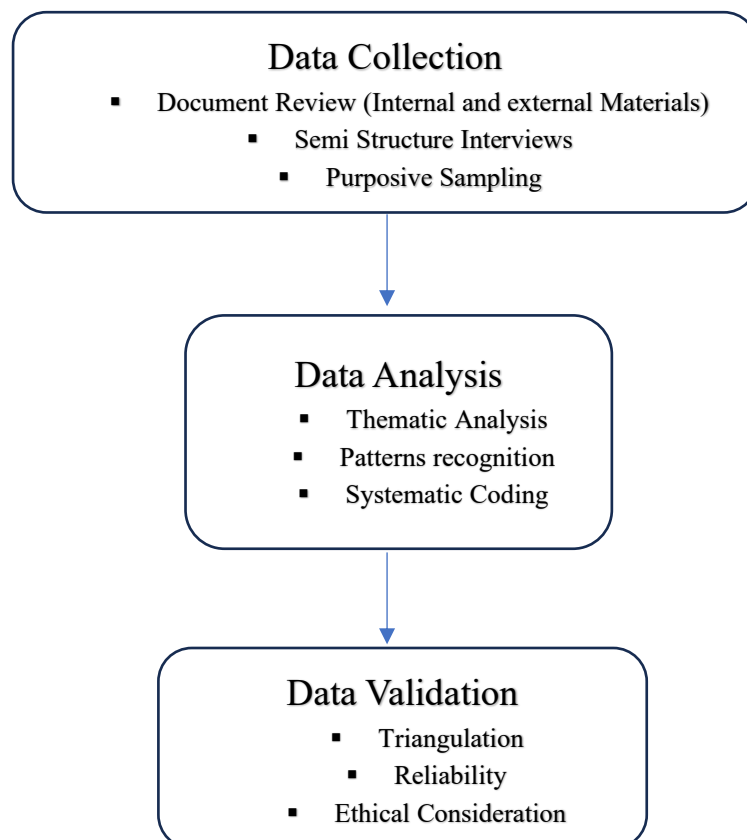 Data Collection
▪ Document Review (Internal and external Materials)
▪ Semi Structure Interviews
▪ Purposive Sampling
Data Analysis
▪ Thematic Analysis
▪ Patterns recognition
▪ Systematic Coding
Data Validation
▪ Triangulation
▪ Reliability
▪ Ethical Consideration